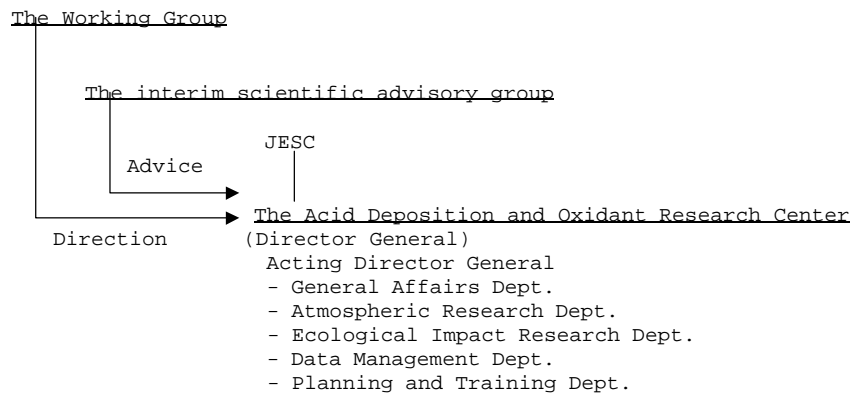 The Working Group
The interim scientific advisory group
JESC
Advice
The Acid Deposition and Oxidant Research Center
Direction
(Director General)
Acting Director General
- General Affairs Dept.
- Atmospheric Research Dept.
- Ecological Impact Research Dept.
- Data Management Dept.
- Planning and Training Dept.